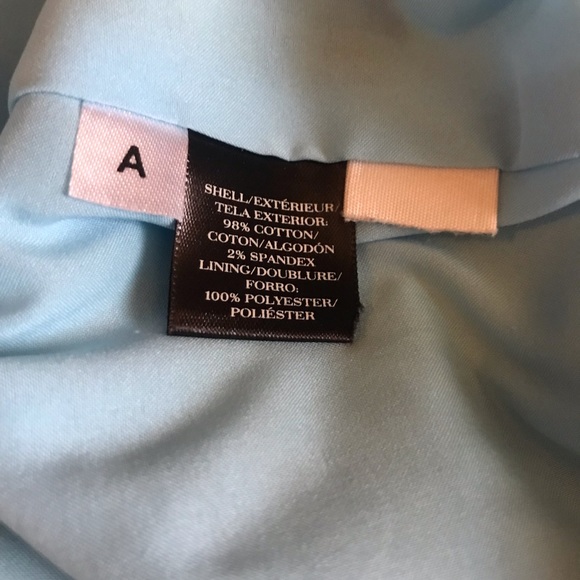 A
SHELL/EXTÉRIEUR/
TELA EXTERIOR:
98% COTTON/
COTON/ALGODÓN
2% SPANDEX
LINING/DOUBLURE/
FORRO:
100% POLYESTER/
POLIÉSTER